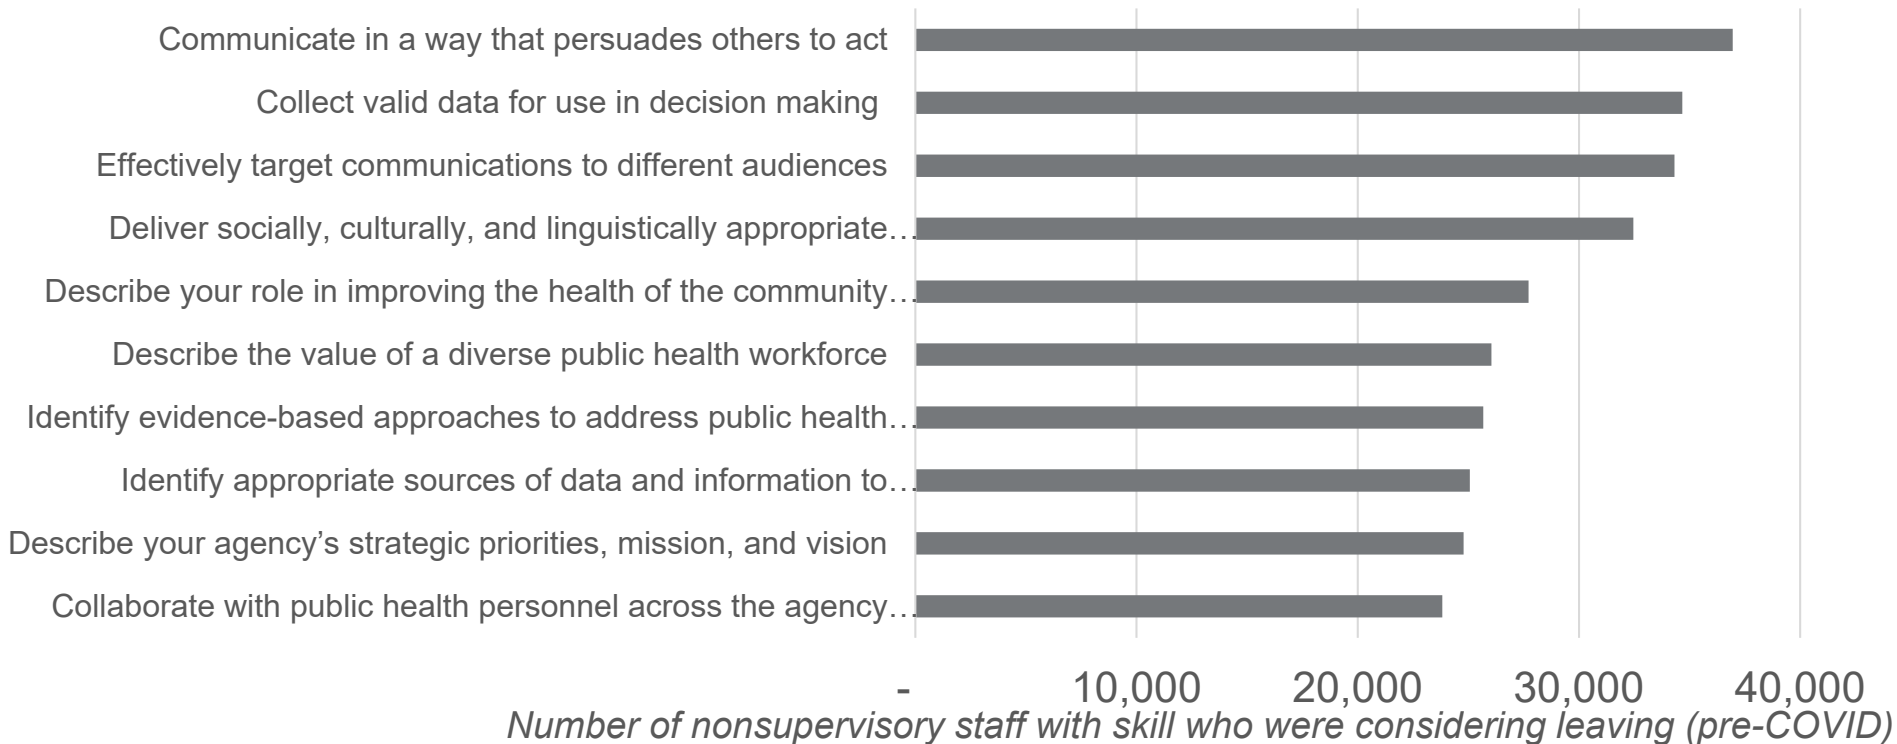 Communicate in a way that persuades others to act
Collect valid data for use in decision making
Effectively target communications to different audiences
Deliver socially, culturally, and linguistically appropriate…
Describe your role in improving the health of the community…
Describe the value of a diverse public health workforce
Identify evidence-based approaches to address public health…
Identify appropriate sources of data and information to…
Describe your agency’s strategic priorities, mission, and vision
Collaborate with public health personnel across the agency…
- 10,000 20,000 30,000 40,000
Number of nonsupervisory staff with skill who were considering leaving (pre-COVID)